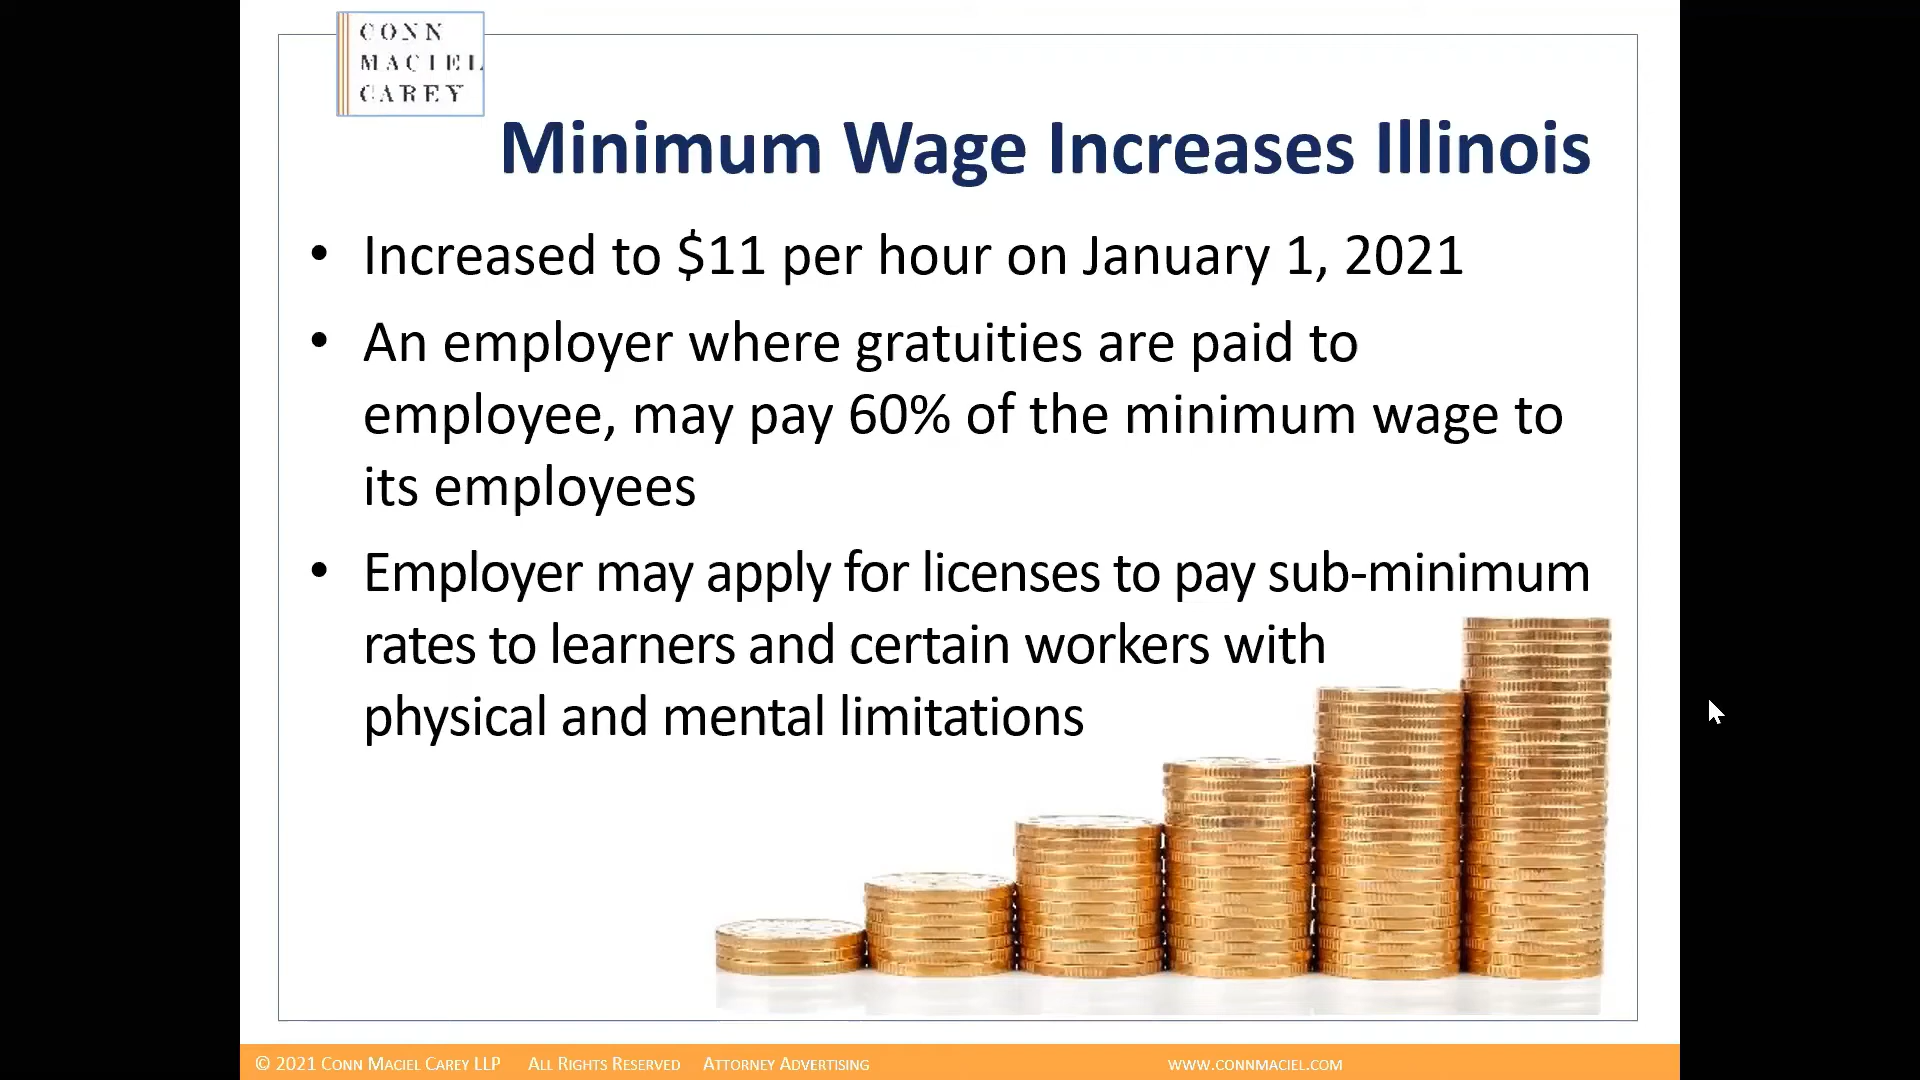 CONN
MACIEL
CAREY
Minimum Wage Increases Illinois
• Increased to $11 per hour on January 1, 2021
• An employer where gratuities are paid to
employee, may pay 60% of the minimum wage to
its employees
• Employer may apply for licenses to pay sub-minimum
rates to learners and certain workers with
physical and mental limitations
© 2021 CONN MACIEL CAREY LLP ALL RIGHTS RESERVED ATTORNEY ADVERTISING WWW.CONNMACIEL.COM